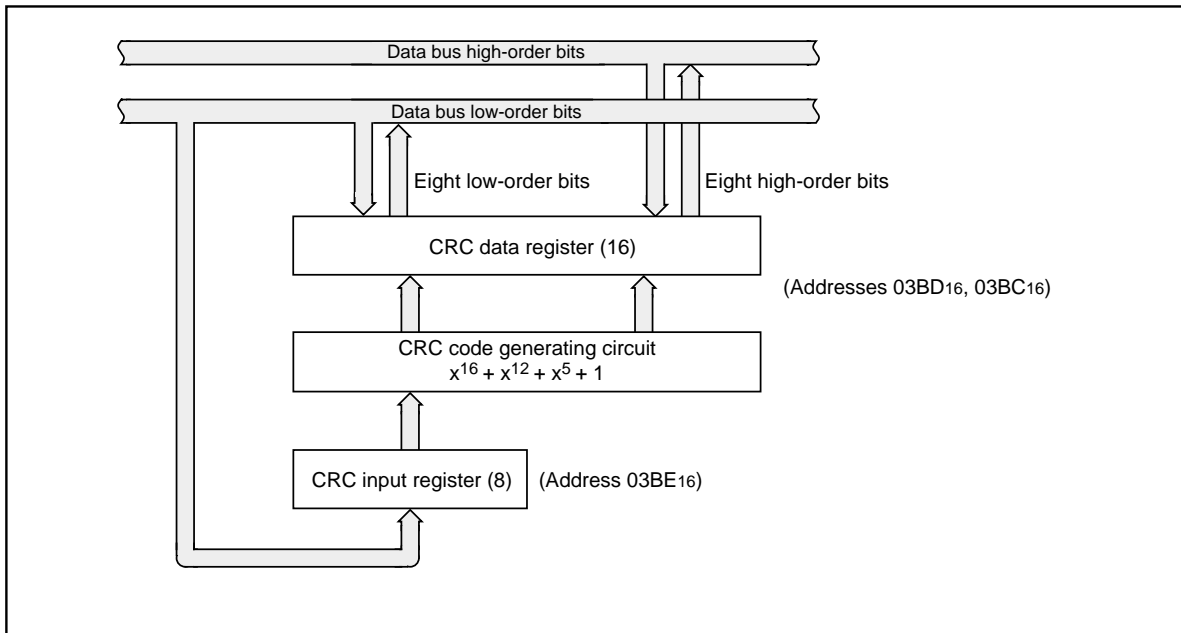 Data bus high-order bits
Data bus low-order bits
Eight low-order bits
Eight high-order bits
CRC data register (16)
(Addresses 03BD16, 03BC16)
CRC code generating circuit
x16 + x12 + x5 + 1
CRC input register (8)
(Address 03BE16)